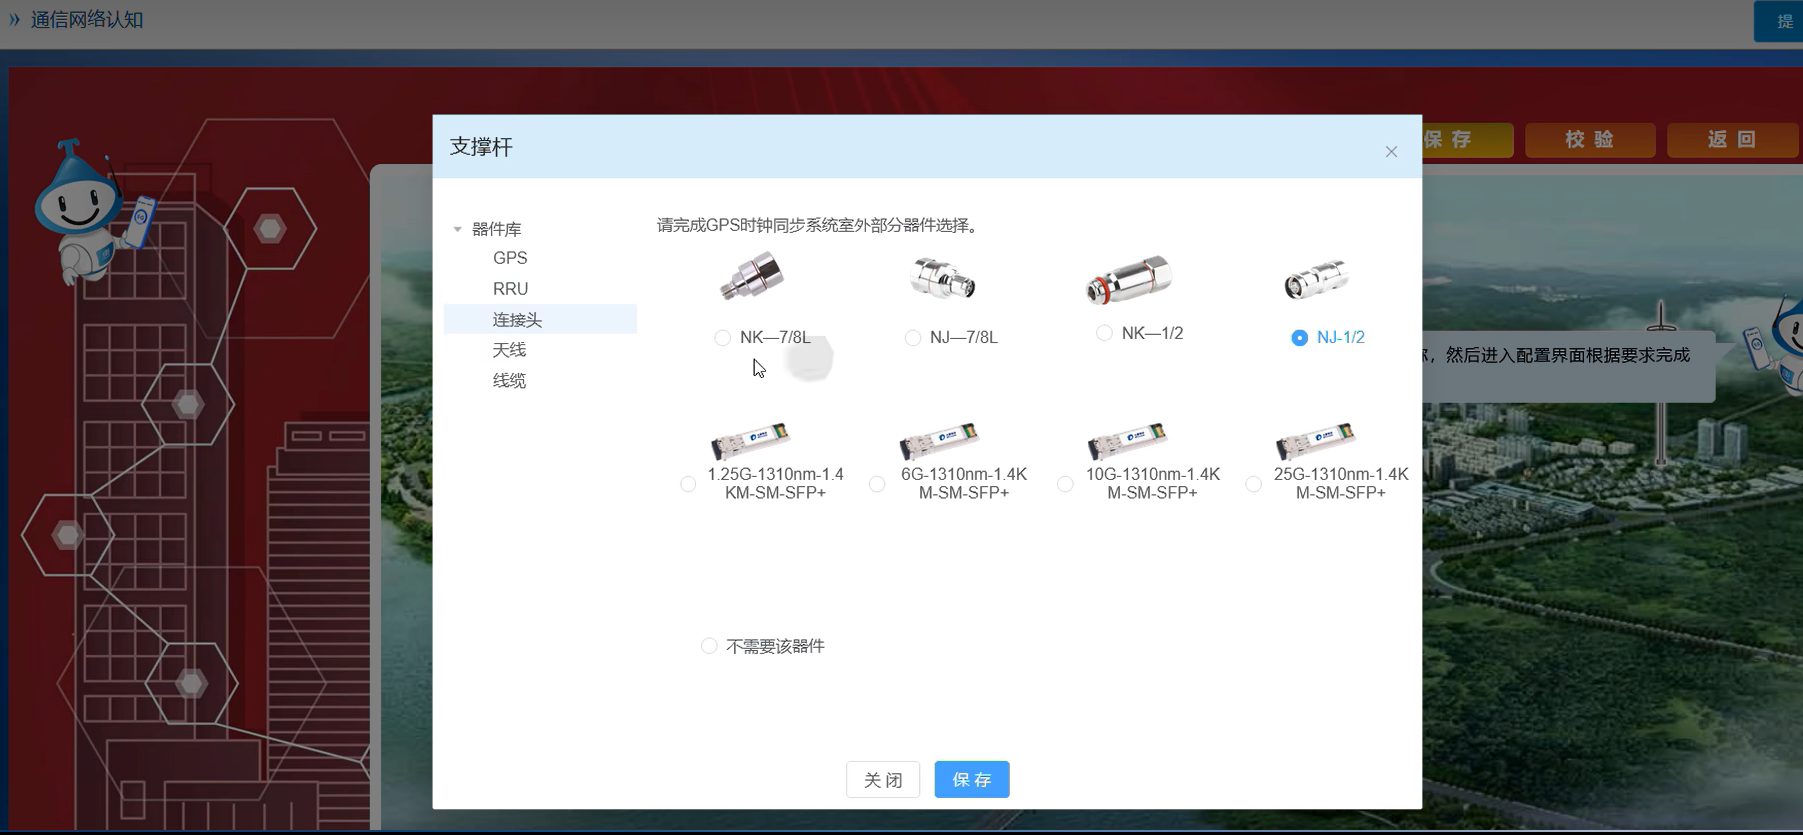 » 通信网络认知
提
保 存
校 验
返 回
支撑杆
×
器件库
GPS
RRU
连接头
天线
线缆
请完成GPS时钟同步系统室外部分器件选择。
NK—7/8L
NJ—7/8L
NK—1/2
NJ-1/2
，然后进入配置界面根据要求完成
1.25G-1310nm-1.4
KM-SM-SFP+
6G-1310nm-1.4K
M-SM-SFP+
10G-1310nm-1.4K
M-SM-SFP+
25G-1310nm-1.4K
M-SM-SFP+
不需要该器件
关 闭
保 存